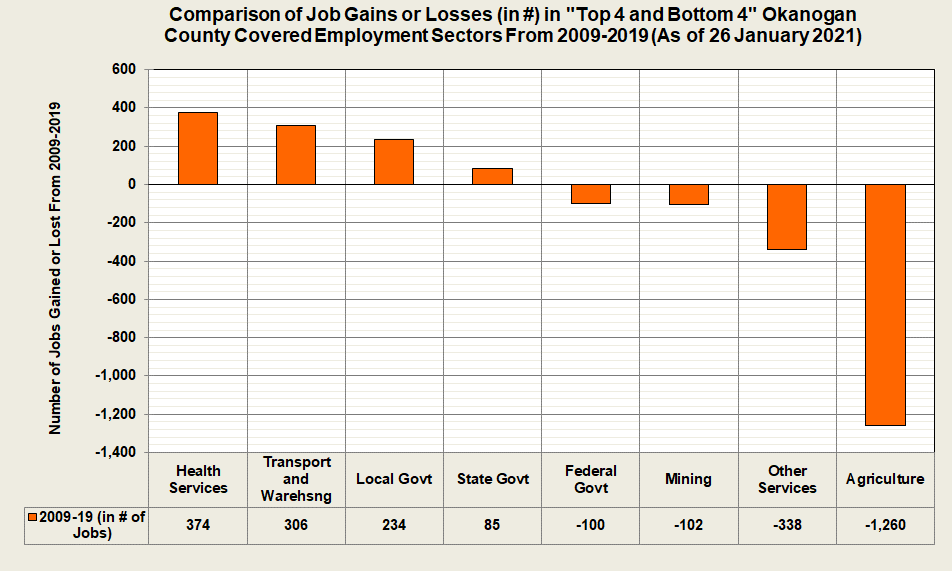 Comparison of Job Gains or Losses (in #) in "Top 4 and Bottom 4" Okanogan
County Covered Employment Sectors From 2009-2019 (As of 26 January 2021)
Number of Jobs Gained or Lost From 2009-2019
600
400
200
0
-200
-400
-600
-800
-1,000
-1,200
-1,400
Health
Services
Transport
and
Warehsng
Local Govt
State Govt
Federal
Govt
Mining
Other
Services
Agriculture
2009-19 (in # of
Jobs)
374
306
234
85
-100
-102
-338
-1,260